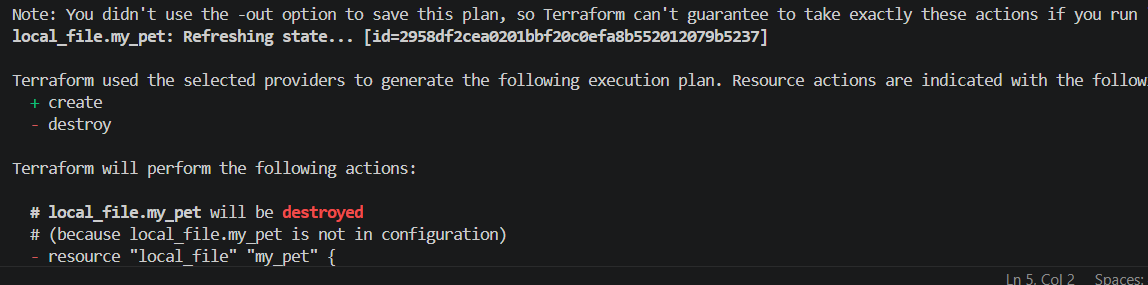 Note: You didn't use the -out option to save this plan, so Terraform can't guarantee to take exactly these actions if you run
local_file.my_pet: Refreshing state... [id=2958df2cea0201bbf20c0efa8b552012079b5237]
Terraform used the selected providers to generate the following execution plan. Resource actions are indicated with the follow
+ create
- destroy
Terraform will perform the following actions:
# local_file.my_pet will be destroyed
# (because local_file.my_pet is not in configuration)
- resource "local_file" "my_pet" {
Ln 5, Col 2 Spaces: